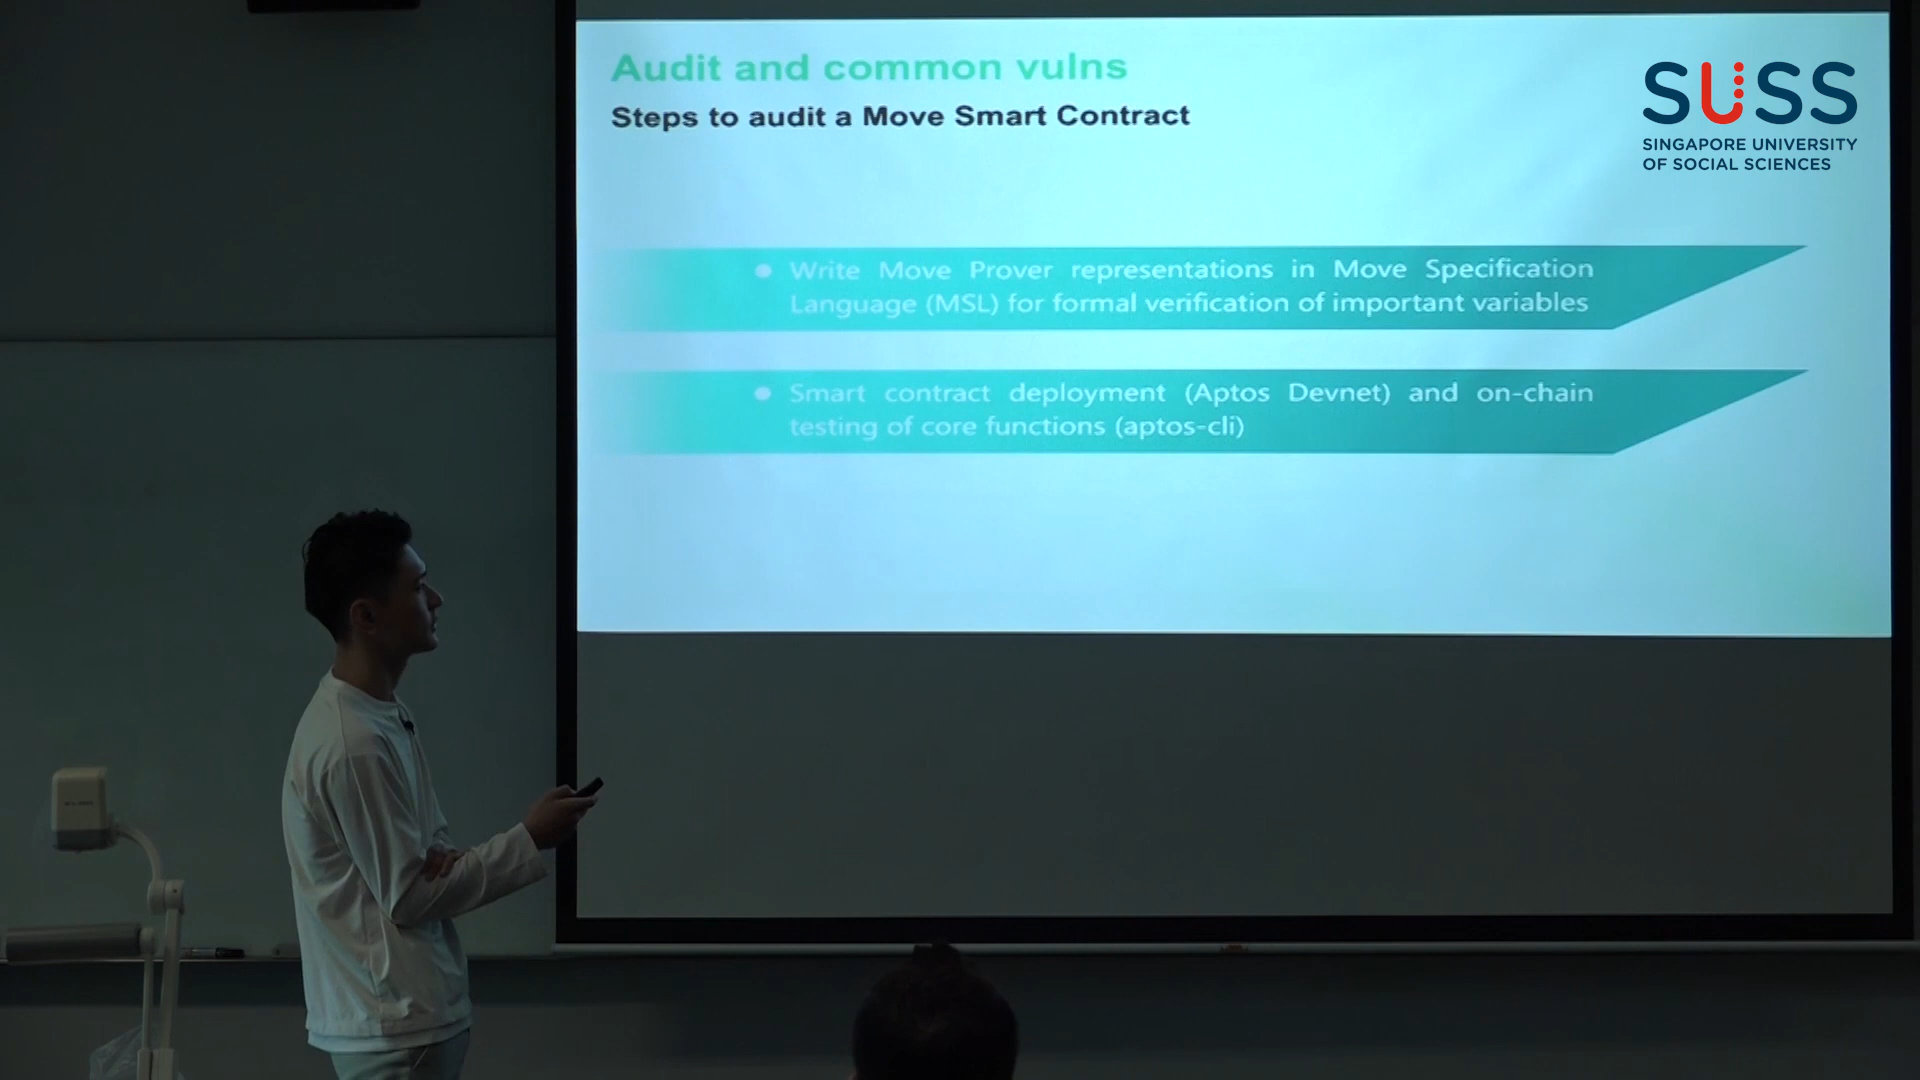 Audit and common vulns
Steps to audit a Move Smart Contract
SUSS
SINGAPORE UNIVERSITY
OF SOCIAL SCIENCES
● Write Move Prover representations in Move Specification
Language (MSL) for formal verification of important variables
● Smart contract deployment (Aptos Devnet) and on-chain
testing of core functions (aptos-cli)